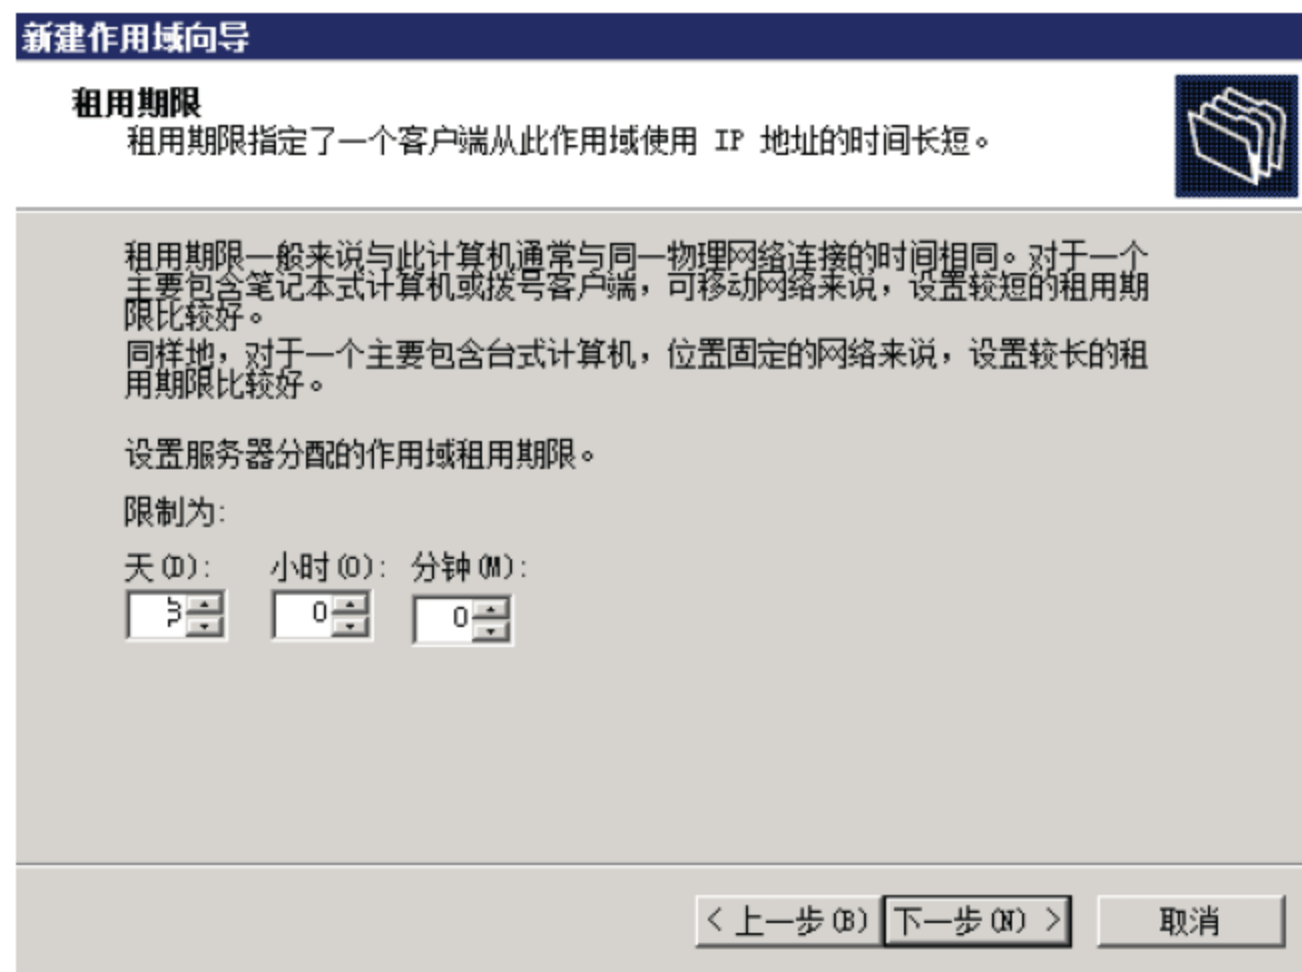 新建作用域向导
租用期限
租用期限指定了一个客户端从此作用域使用 IP 地址的时间长短。
租用期限一般来说与此计算机通常与同一物理网络连接的时间相同。对于一个
主要包含笔记本式计算机或拨号客户端，可移动网络来说，设置较短的租用期
限比较好。
同样地，对于一个主要包含台式计算机，位置固定的网络来说，设置较长的租
用期限比较好。
设置服务器分配的作用域租用期限。
限制为:
天(D): 小时(O): 分钟(M):
3 0 0
< 上一步(B) 下一步(N) > 取消